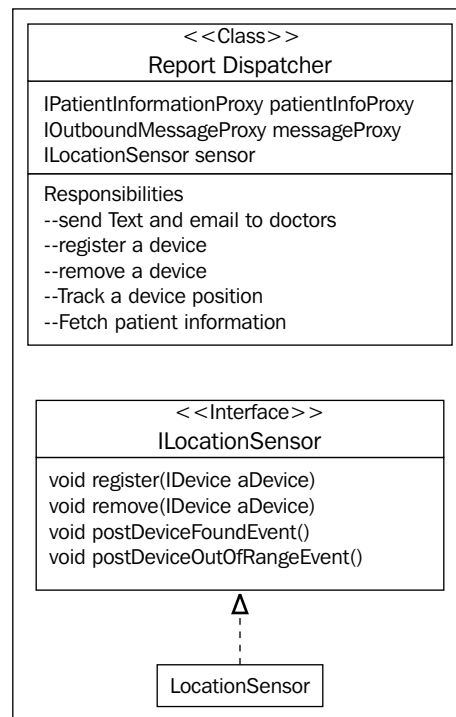 <<Class>>
Report Dispatcher
IPatientInformationProxy patientInfoProxy
IOutboundMessageProxy messageProxy
ILocationSensor sensor
Responsibilities
--send Text and email to doctors
--register a device
--remove a device
--Track a device position
--Fetch patient information
<<Interface>>
ILocationSensor
void register(IDevice aDevice)
void remove(IDevice aDevice)
void postDeviceFoundEvent()
void postDeviceOutOfRangeEvent()
LocationSensor